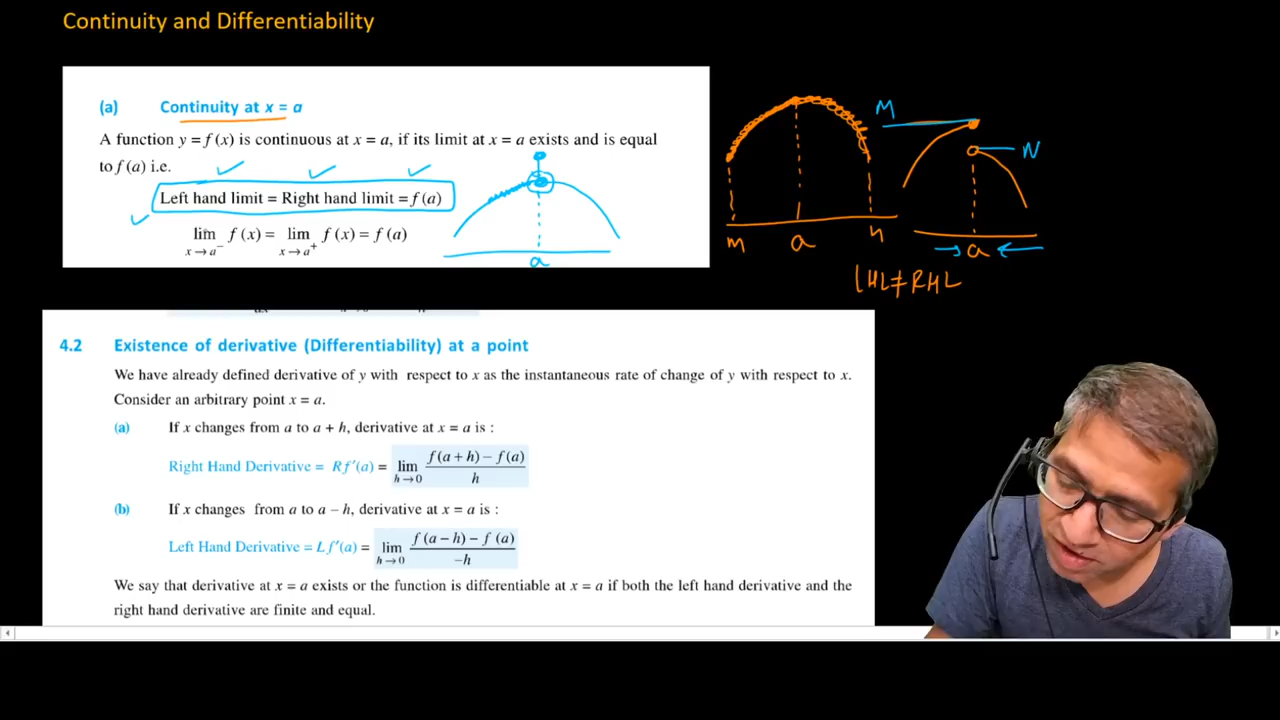 Continuity and Differentiability
(a) Continuity at x = a
A function y = f (x) is continuous at x = a, if its limit at x = a exists and is equal
to f (a) i.e.
Left hand limit = Right hand limit = f (a)
lim f (x) = lim f (x) = f (a)
x → a⁻ x → a⁺
a
m a n
M
N
a
LHL ≠ RHL
4.2 Existence of derivative (Differentiability) at a point
We have already defined derivative of y with respect to x as the instantaneous rate of change of y with respect to x.
Consider an arbitrary point x = a.
(a) If x changes from a to a + h, derivative at x = a is :
Right Hand Derivative = Rf ′(a) = lim f (a + h) – f (a)
h → 0 h
(b) If x changes from a to a – h, derivative at x = a is :
Left Hand Derivative = L f ′(a) = lim f (a – h) – f (a)
h → 0 –h
We say that derivative at x = a exists or the function is differentiable at x = a if both the left hand derivative and the
right hand derivative are finite and equal.